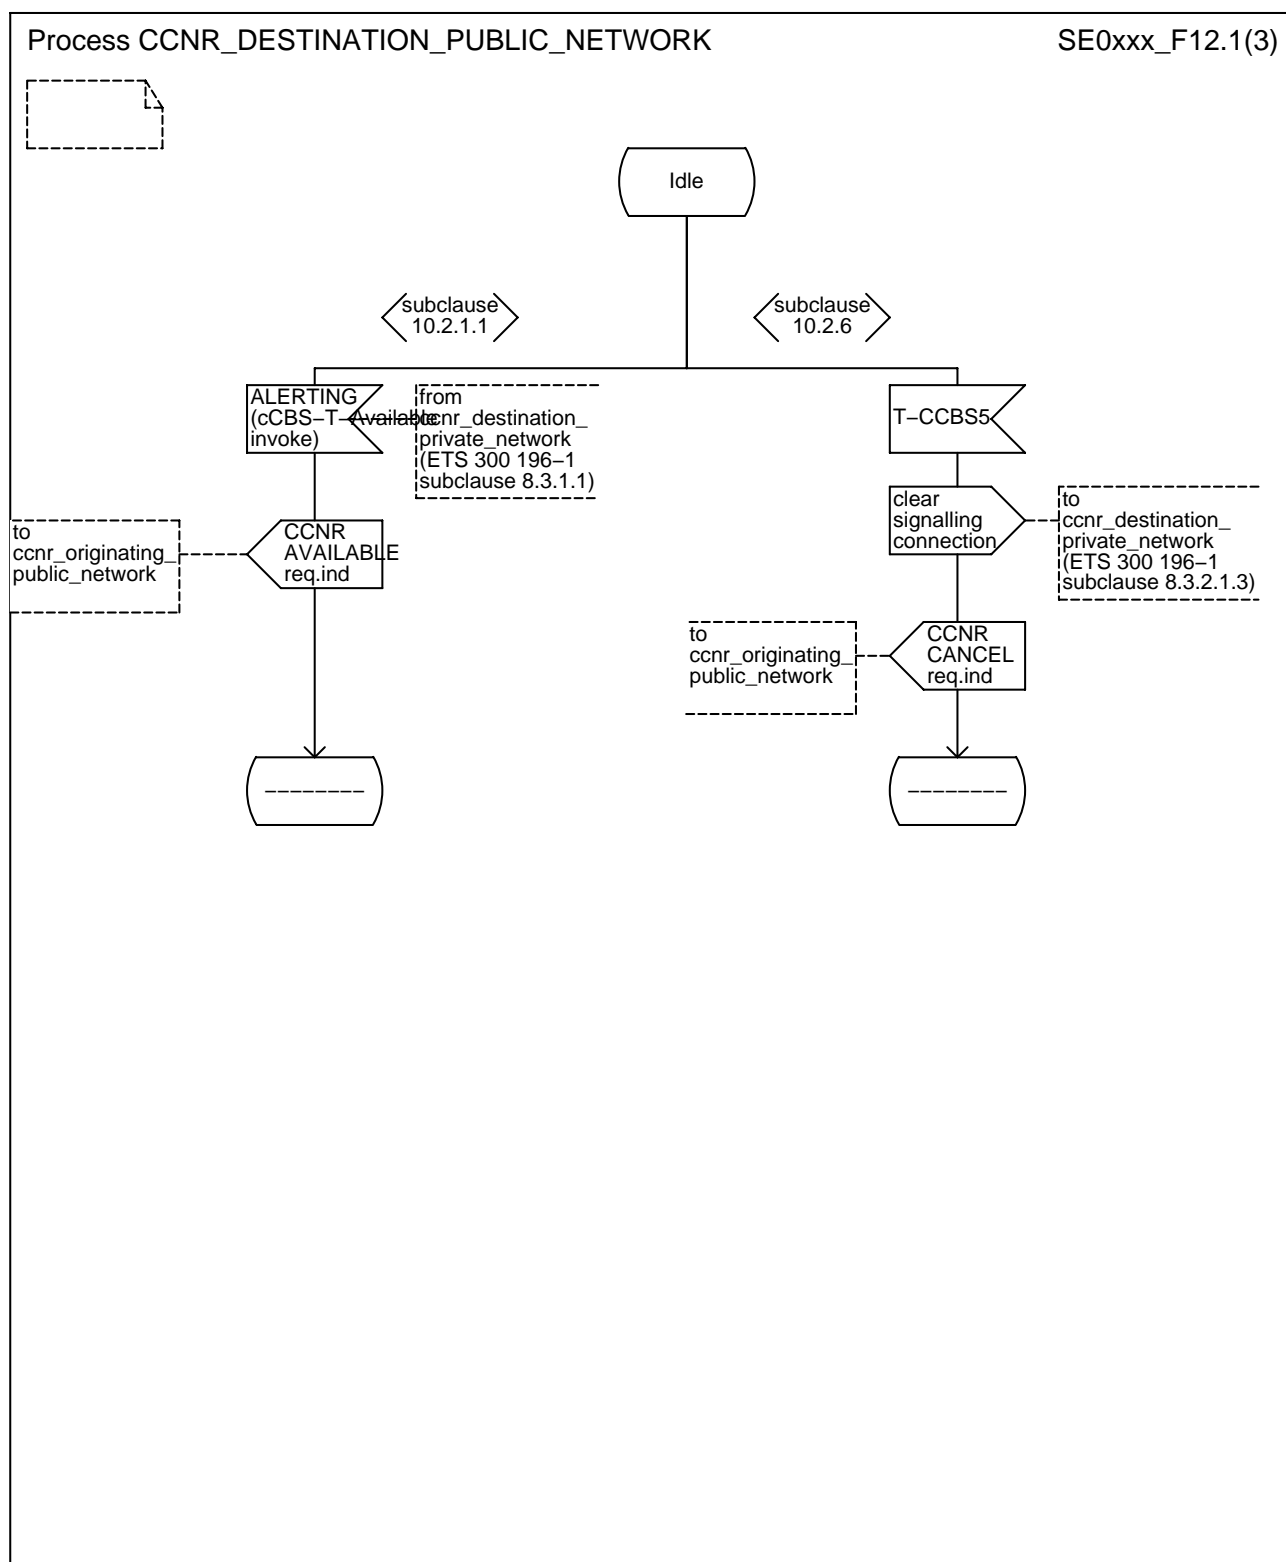 Process CCNR_DESTINATION_PUBLIC_NETWORK
SE0xxx_F12.1(3)
Idle
subclause
10.2.1.1
subclause
10.2.6
ALERTING
(cCBS–T–Available
invoke)
from
ccnr_destination_
private_network
(ETS 300 196–1
subclause 8.3.1.1)
T–CCBS5
clear
signalling
connection
to
ccnr_destination_
private_network
(ETS 300 196–1
subclause 8.3.2.1.3)
to
ccnr_originating_
public_network
CCNR
AVAILABLE
req.ind
to
ccnr_originating_
public_network
CCNR
CANCEL
req.ind
––––––––
––––––––